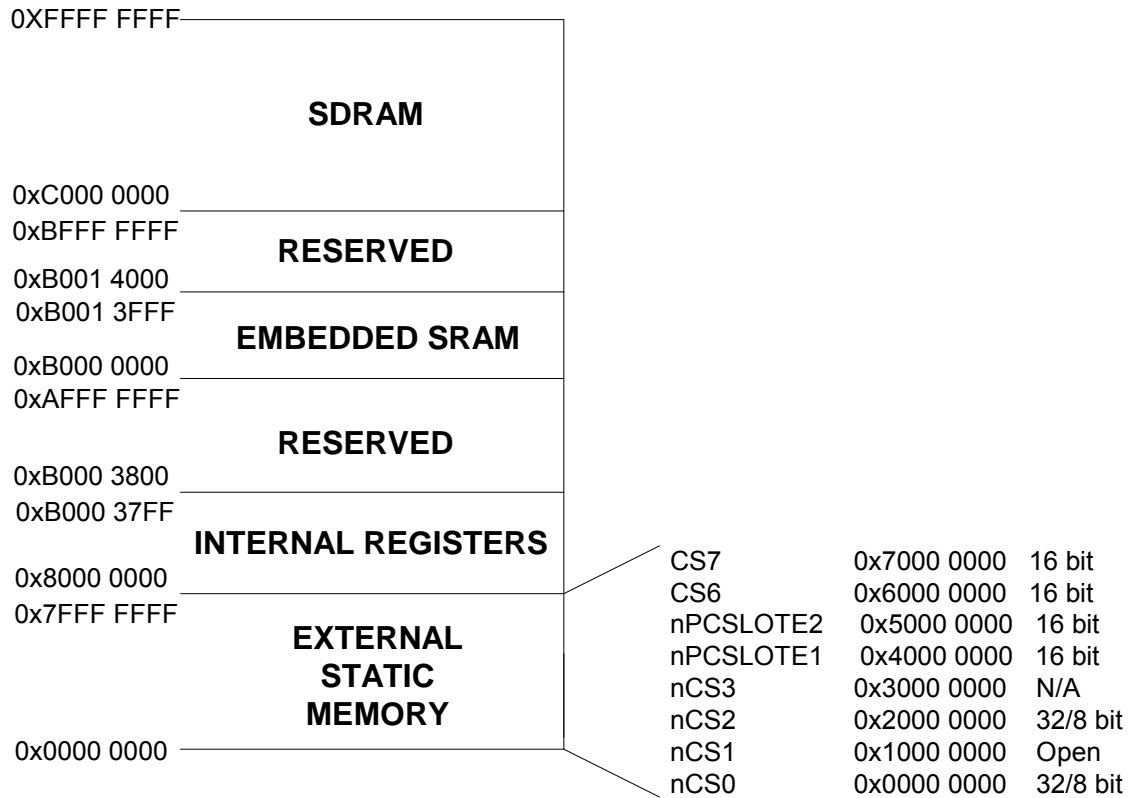 0XFFFF FFFF
SDRAM
0xC000 0000
0xBFFF FFFF
RESERVED
0xB001 4000
0xB001 3FFF
EMBEDDED SRAM
0xB000 0000
0xAFFF FFFF
RESERVED
0xB000 3800
0xB000 37FF
INTERNAL REGISTERS
0x8000 0000
0x7FFF FFFF
EXTERNAL
STATIC
MEMORY
0x0000 0000
CS7 0x7000 0000 16 bit
CS6 0x6000 0000 16 bit
nPCSLOTE2 0x5000 0000 16 bit
nPCSLOTE1 0x4000 0000 16 bit
nCS3 0x3000 0000 N/A
nCS2 0x2000 0000 32/8 bit
nCS1 0x1000 0000 Open
nCS0 0x0000 0000 32/8 bit